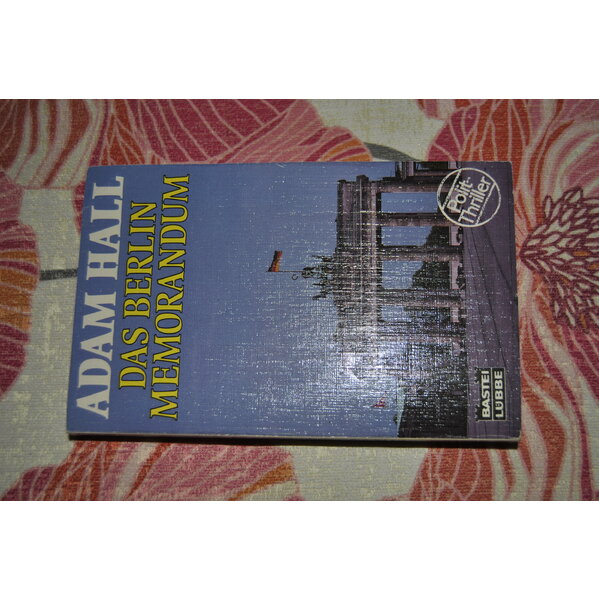 ADAM HALL
DAS BERLIN
MEMORANDUM
Polit-
Thriller
BASTEI
LÜBBE